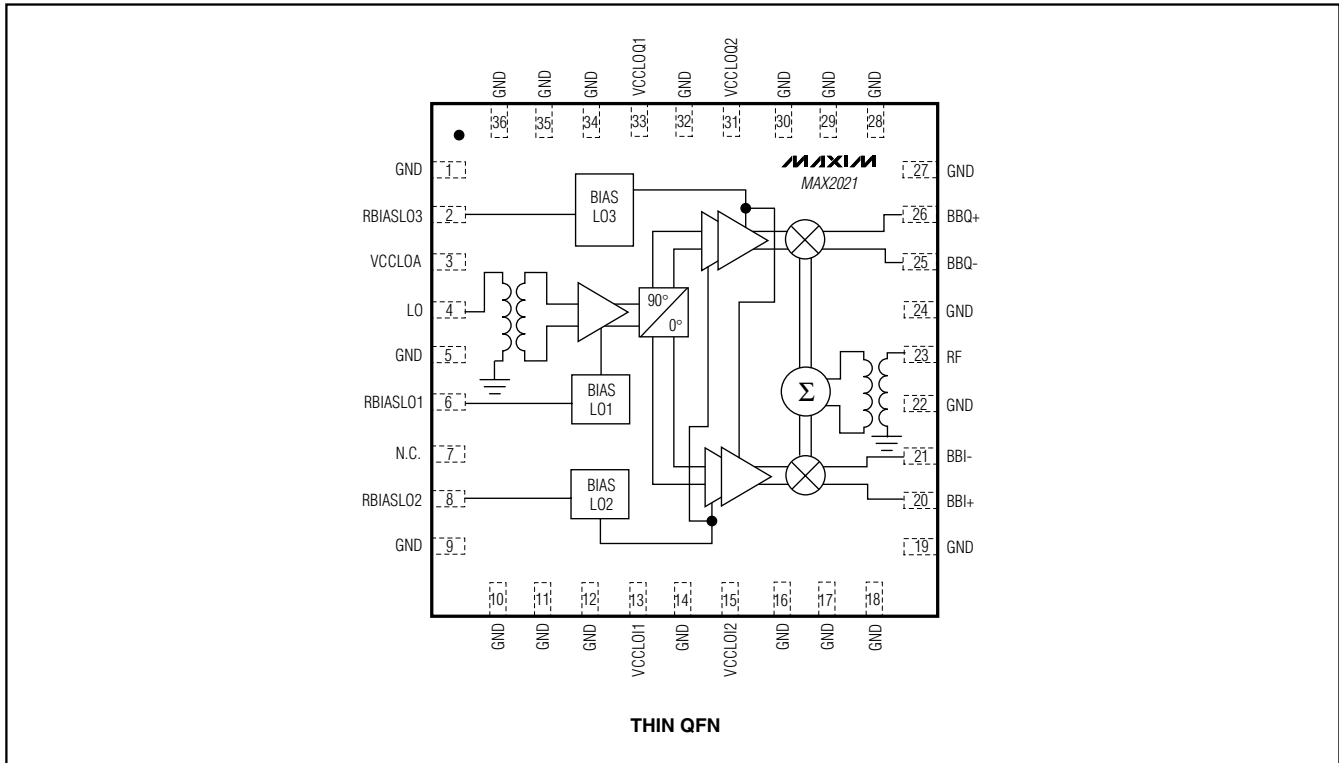 GND
GND
GND
VCCLOQ1
GND
VCCLOQ2
GND
GND
GND
36
35
34
33
32
31
30
29
28
MAXIM
MAX2021
GND 1
RBIASLO3 2
VCCLOA 3
LO 4
GND 5
RBIASLO1 6
N.C. 7
RBIASLO2 8
GND 9
BIAS
LO3
90°
0°
BIAS
LO1
Σ
BIAS
LO2
27 GND
26 BBQ+
25 BBQ-
24 GND
23 RF
22 GND
21 BBI-
20 BBI+
19 GND
10
11
12
13
14
15
16
17
18
GND
GND
GND
VCCLOI1
GND
VCCLOI2
GND
GND
GND
THIN QFN